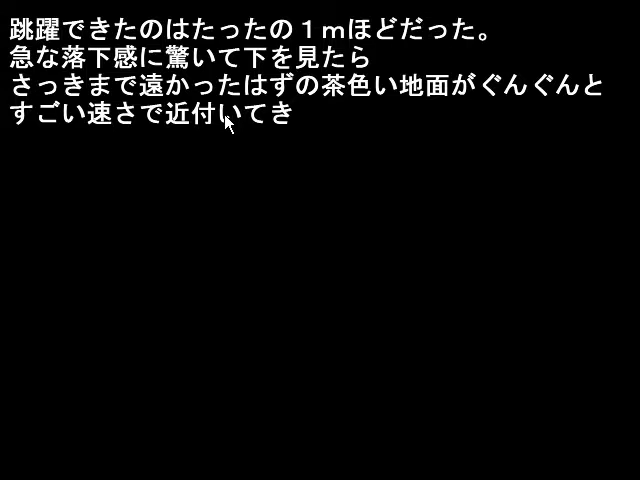 跳躍できたのはたったの１ｍほどだった。
急な落下感に驚いて下を見たら
さっきまで遠かったはずの茶色い地面がぐんぐんと
すごい速さで近付いてき